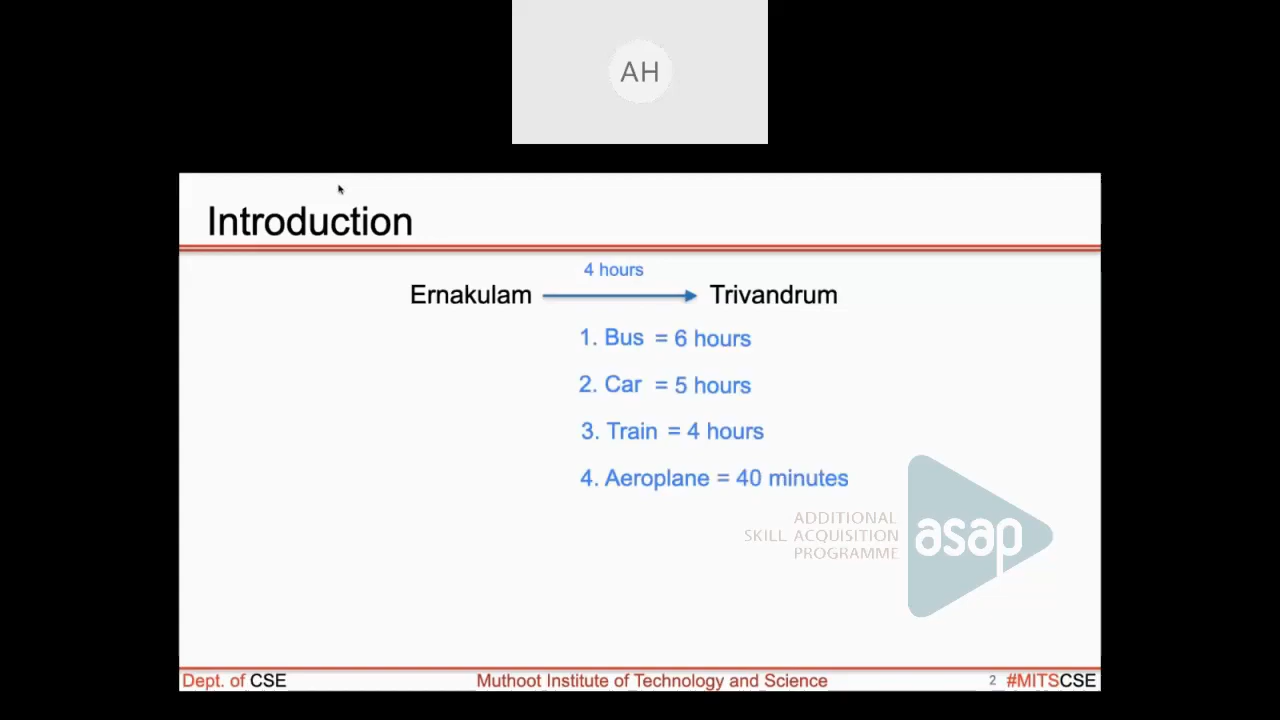 AH
Introduction
4 hours
Ernakulam Trivandrum
1. Bus = 6 hours
2. Car = 5 hours
3. Train = 4 hours
4. Aeroplane = 40 minutes
ADDITIONAL
SKILL ACQUISITION
PROGRAMME
asap
Dept. of CSE Muthoot Institute of Technology and Science 2 #MITSCSE